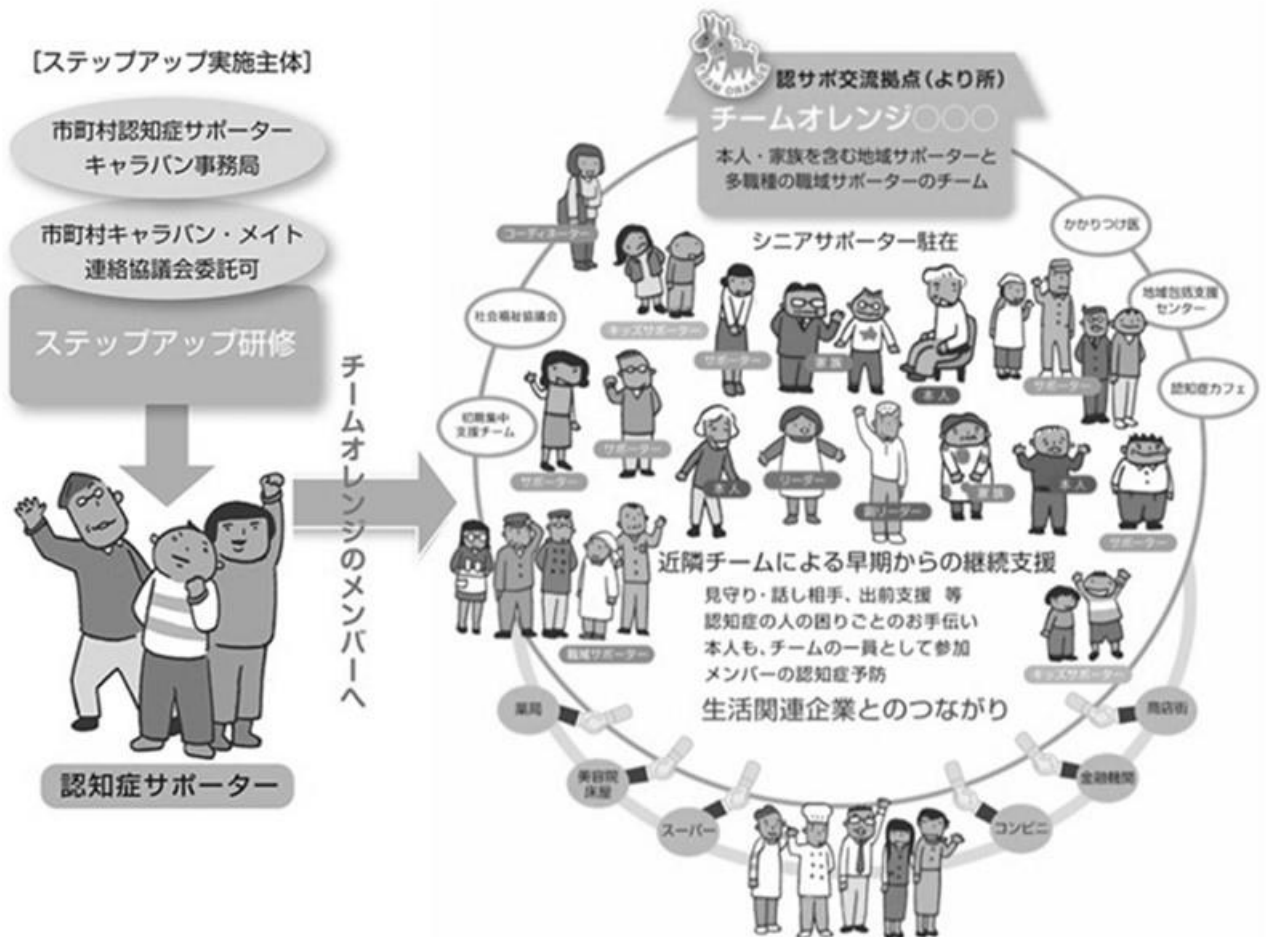 [ステップアップ実施主体]
市町村認知症サポーター
キャラバン事務局
市町村キャラバン・メイト
連絡協議会委託可
ステップアップ研修
認知症サポーター
チームオレンジのメンバーへ
TEAM ORANGE
認サポ交流拠点(より所)
チームオレンジ○○○
本人・家族を含む地域サポーターと
多職種の職域サポーターのチーム
シニアサポーター駐在
コーディネーター
かかりつけ医
地域包括支援
センター
認知症カフェ
社会福祉協議会
初期集中
支援チーム
キッズサポーター
サポーター
家族
本人
サポーター
サポーター
サポーター
本人
リーダー
副リーダー
家族
本人
サポーター
職域サポーター
近隣チームによる早期からの継続支援
見守り・話し相手、出前支援 等
認知症の人の困りごとのお手伝い
本人も、チームの一員として参加
メンバーの認知症予防
キッズサポーター
生活関連企業とのつながり
薬局
美容院
床屋
スーパー
コンビニ
金融機関
商店街